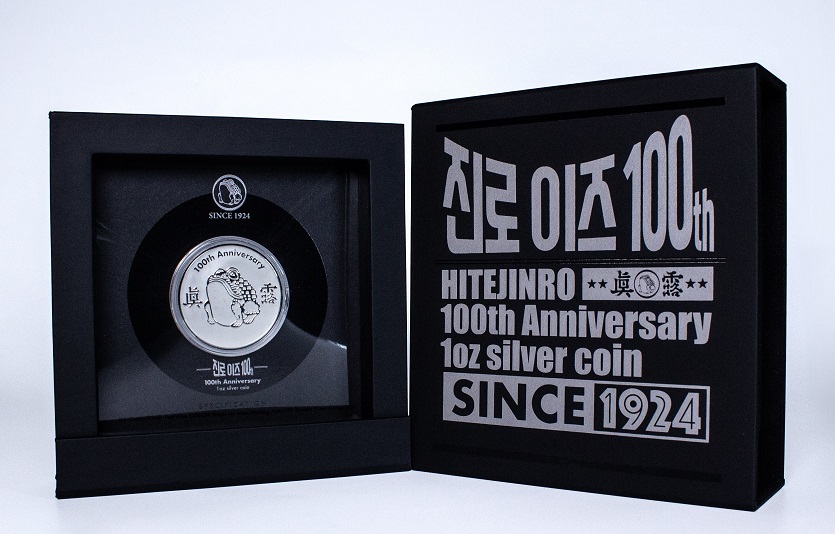 SINCE 1924
100th Anniversary
眞 露
진로 이즈 100th
100th Anniversary
1oz silver coin
SPECIFICATION
진로 이즈 100th
HITEJINRO ★★眞露★★
100th Anniversary
1oz silver coin
SINCE 1924